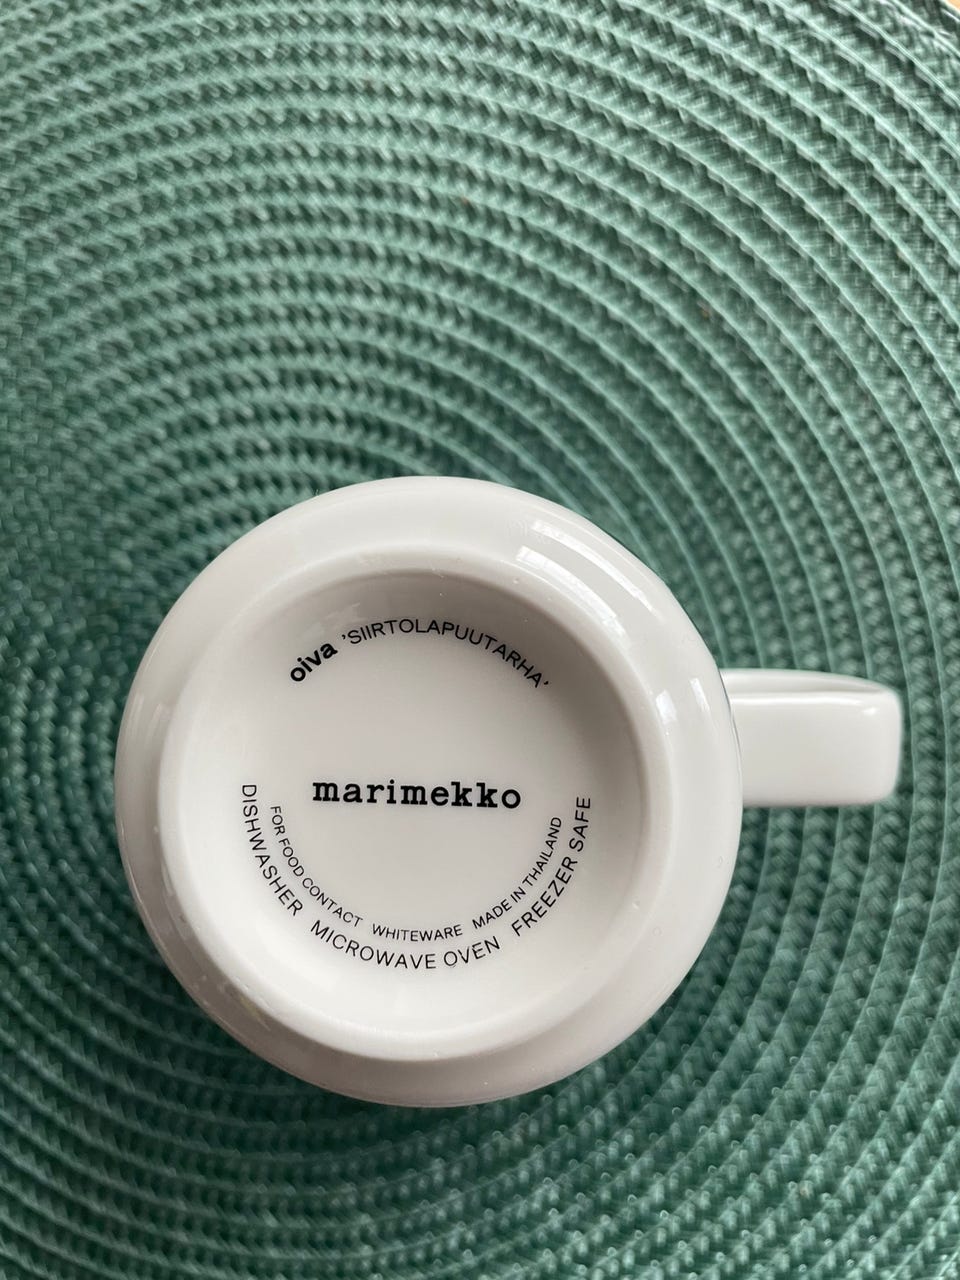 oiva ’SIIRTOLAPUUTARHA’
marimekko
FOR FOOD CONTACT WHITEWARE MADE IN THAILAND
DISHWASHER MICROWAVE OVEN FREEZER SAFE